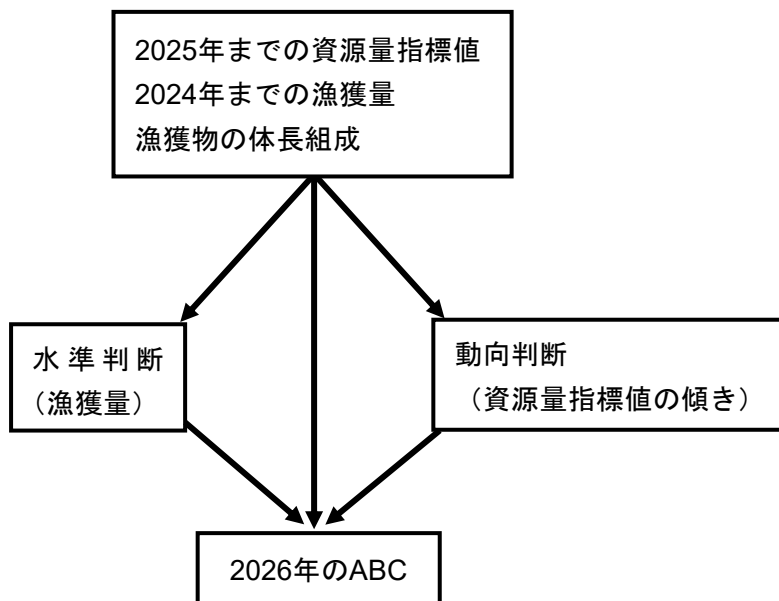 2025年までの資源量指標値
2024年までの漁獲量
漁獲物の体長組成
水準判断
（漁獲量）
動向判断
（資源量指標値の傾き）
2026年のABC